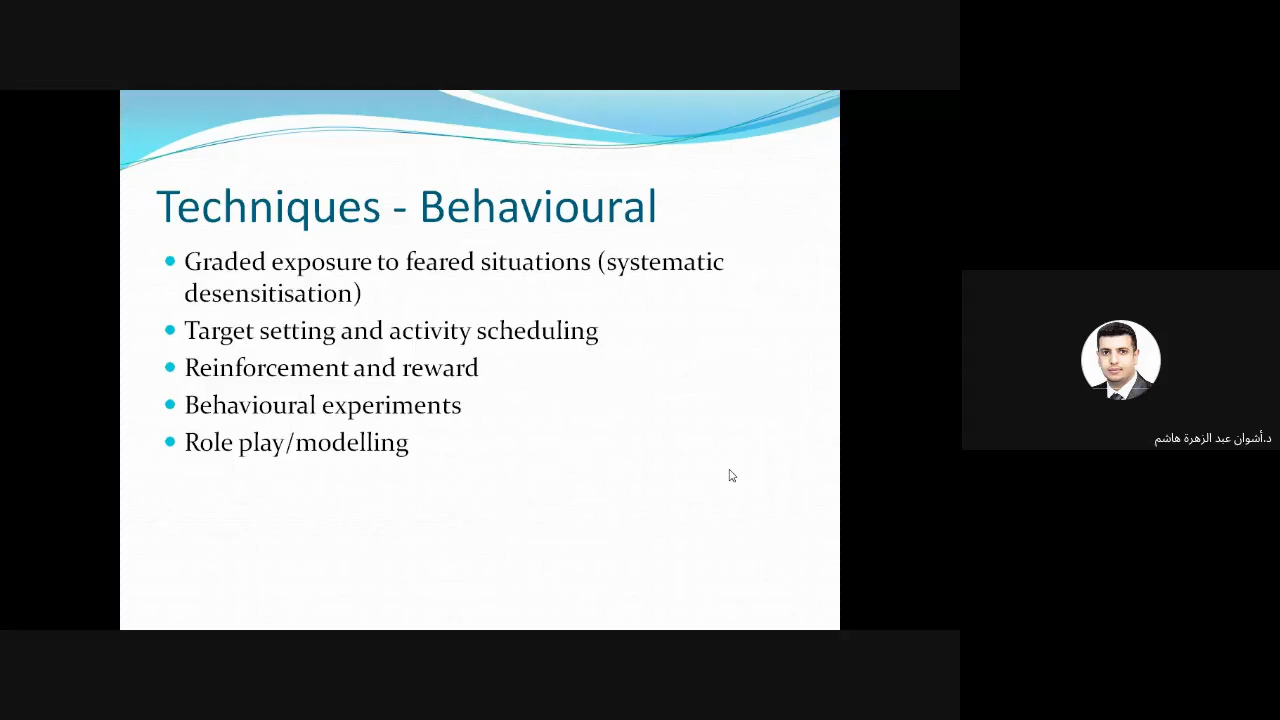 Techniques - Behavioural
Graded exposure to feared situations (systematic
desensitisation)
Target setting and activity scheduling
Reinforcement and reward
Behavioural experiments
Role play/modelling
د.أشوان عبد الزهرة هاشم